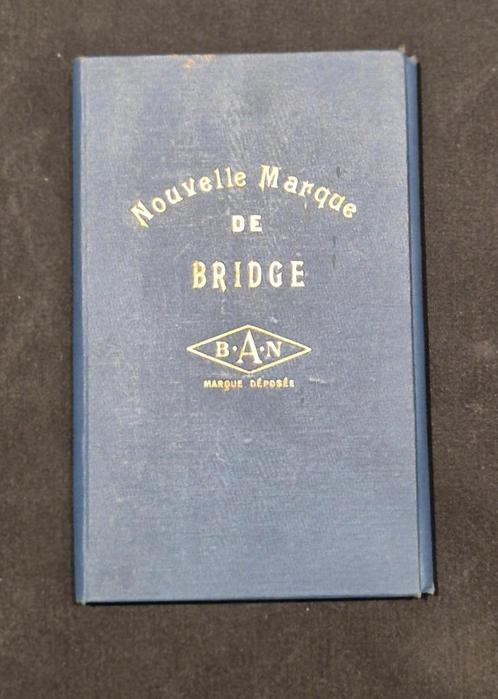 Nouvelle Marque
DE
BRIDGE
B·A·N
MARQUE DÉPOSÉE